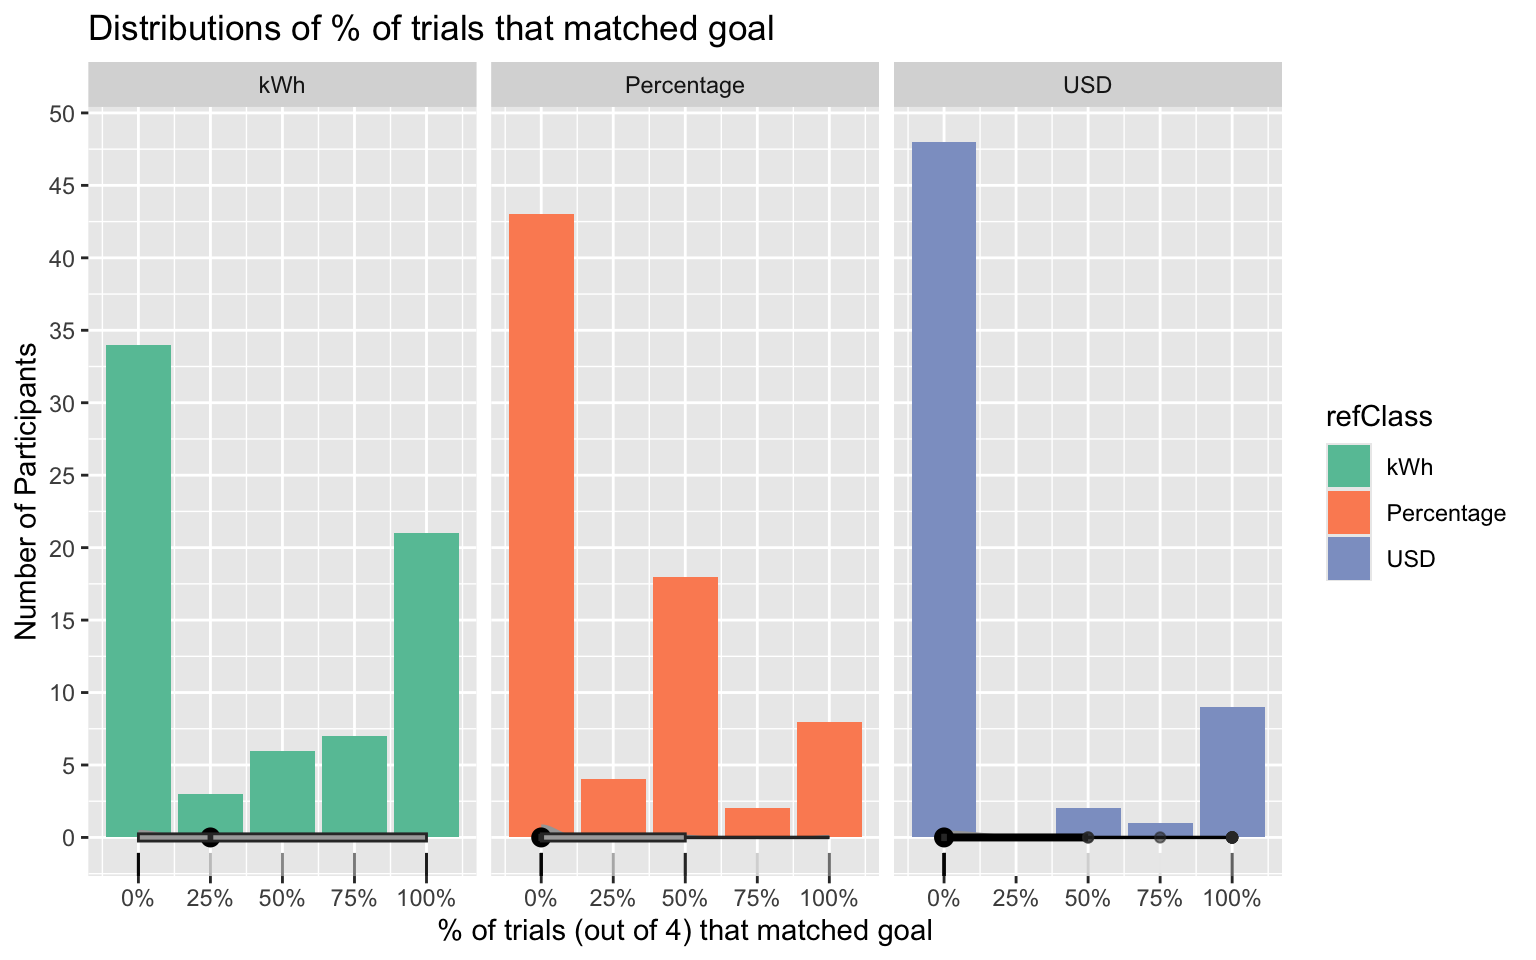 Distributions of % of trials that matched goal
kWh
Percentage
USD
50
45
40
35
30
25
20
15
10
5
0
Number of Participants
0% 25% 50% 75% 100%
0% 25% 50% 75% 100%
0% 25% 50% 75% 100%
% of trials (out of 4) that matched goal
refClass
kWh
Percentage
USD